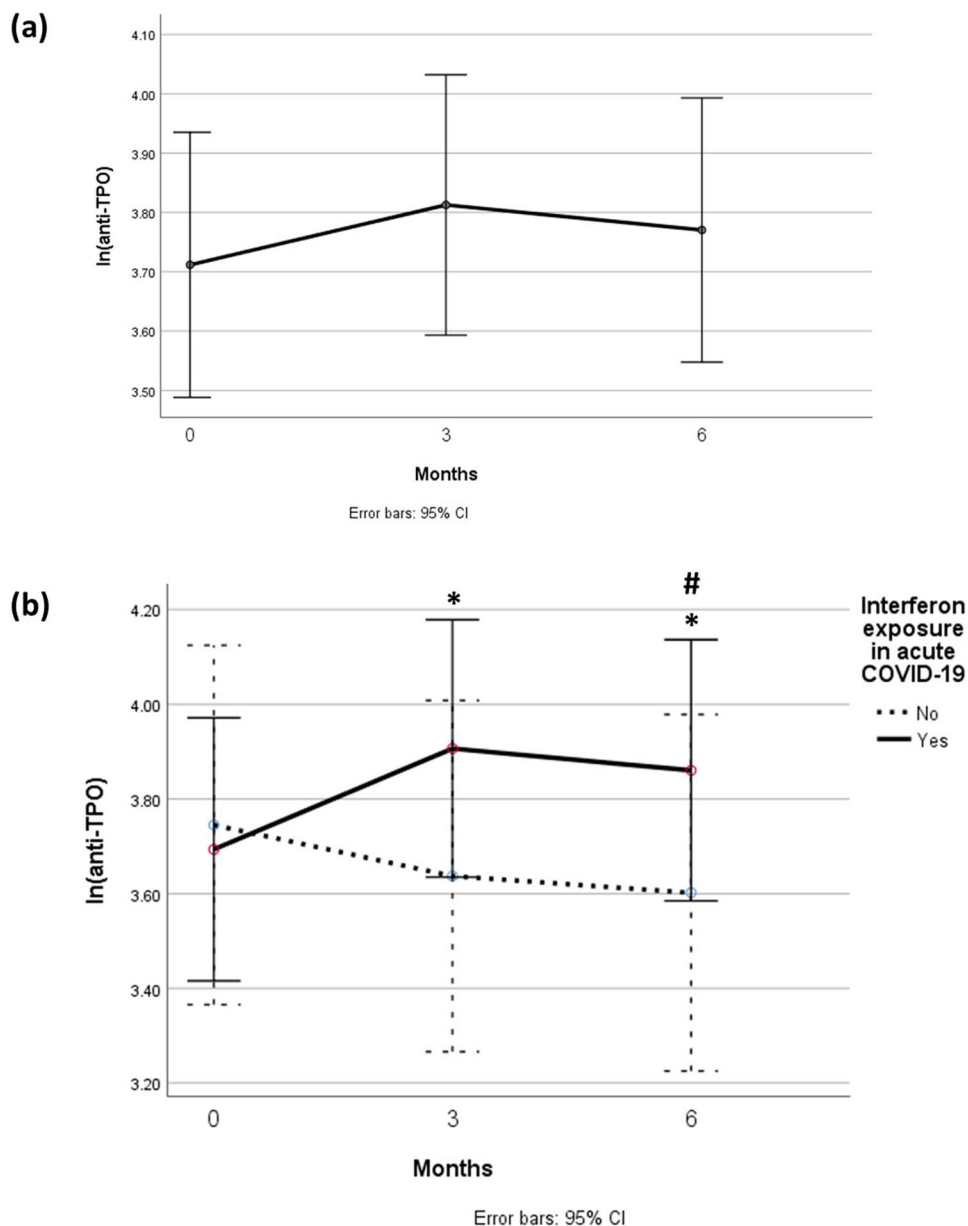 (a)
4.10
4.00
3.90
3.80
3.70
3.60
3.50
ln(anti-TPO)
0 3 6
Months
Error bars: 95% CI
(b)
4.20
4.00
3.80
3.60
3.40
3.20
ln(anti-TPO)
* # *
Interferon
exposure
in acute
COVID-19
No
Yes
0 3 6
Months
Error bars: 95% CI